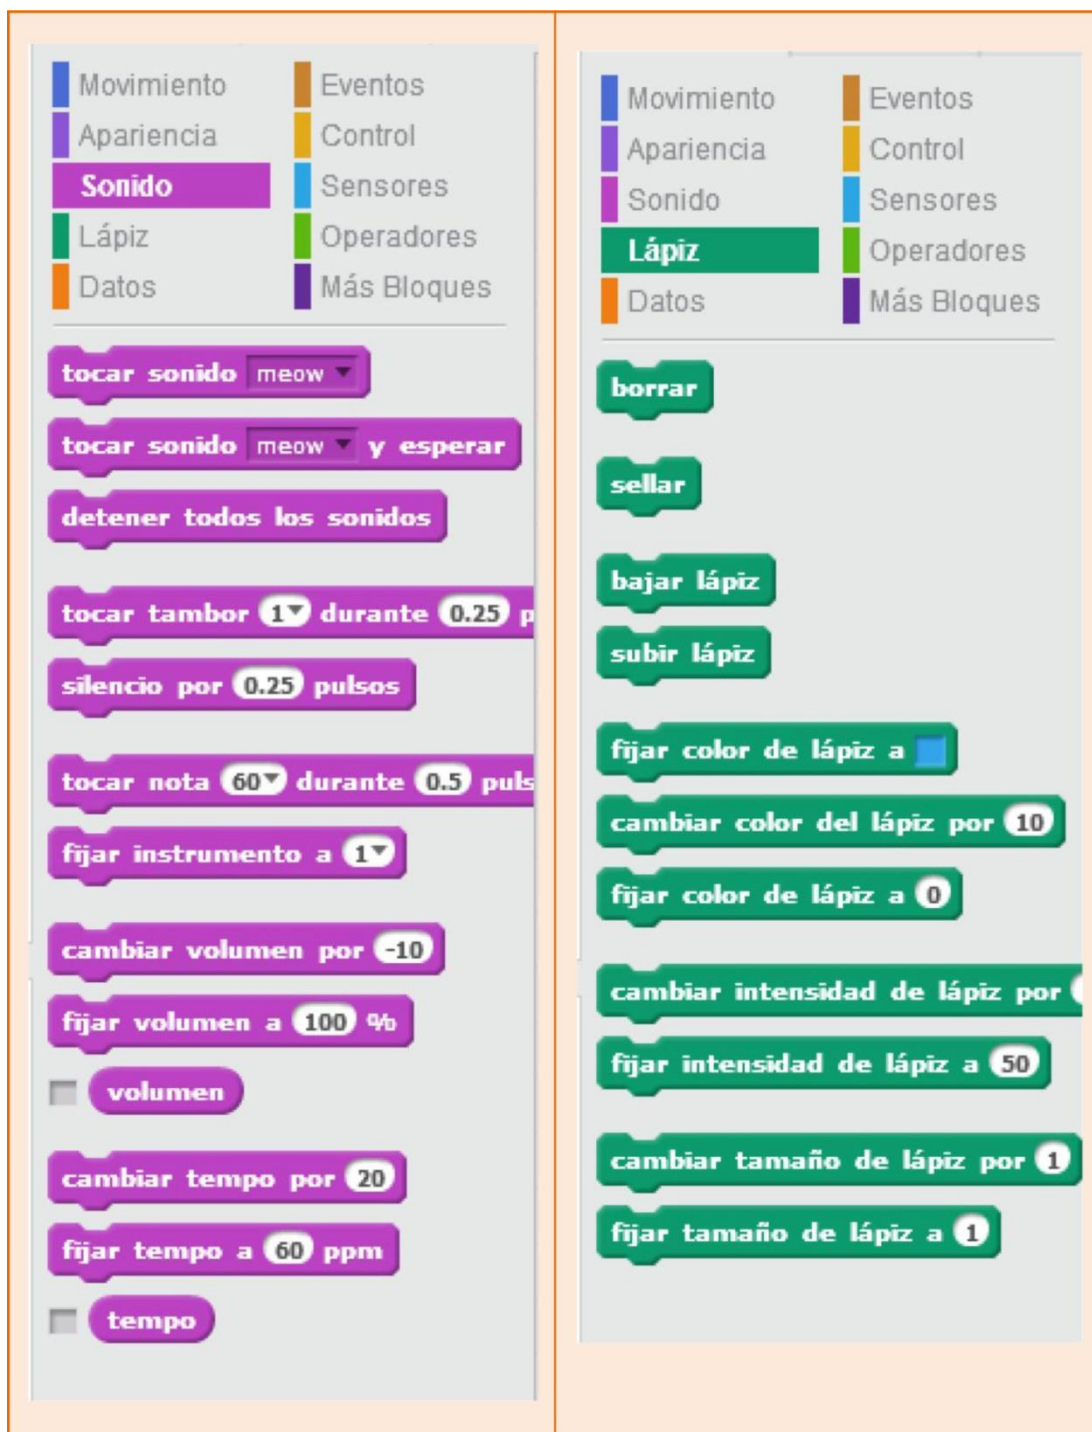 Movimiento Eventos
Apariencia Control
Sonido Sensores
Lápiz Operadores
Datos Más Bloques
tocar sonido meow
tocar sonido meow y esperar
detener todos los sonidos
tocar tambor 1 durante 0.25 p
silencio por 0.25 pulsos
tocar nota 60 durante 0.5 puls
fijar instrumento a 1
cambiar volumen por -10
fijar volumen a 100 %
volumen
cambiar tempo por 20
fijar tempo a 60 ppm
tempo
Movimiento Eventos
Apariencia Control
Sonido Sensores
Lápiz Operadores
Datos Más Bloques
borrar
sellar
bajar lápiz
subir lápiz
fijar color de lápiz a
cambiar color del lápiz por 10
fijar color de lápiz a 0
cambiar intensidad de lápiz por
fijar intensidad de lápiz a 50
cambiar tamaño de lápiz por 1
fijar tamaño de lápiz a 1